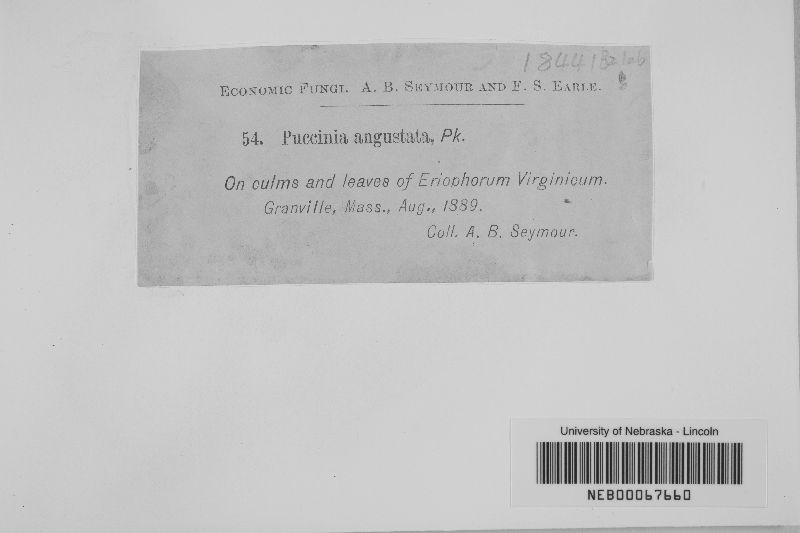 18441
ECONOMIC FUNGI. A. B. SEYMOUR AND F. S. EARLE.
54. Puccinia angustata, Pk.
On culms and leaves of Eriophorum Virginicum.
Granville, Mass., Aug., 1889.
Coll. A. B. Seymour.
University of Nebraska - Lincoln
NEB00067660